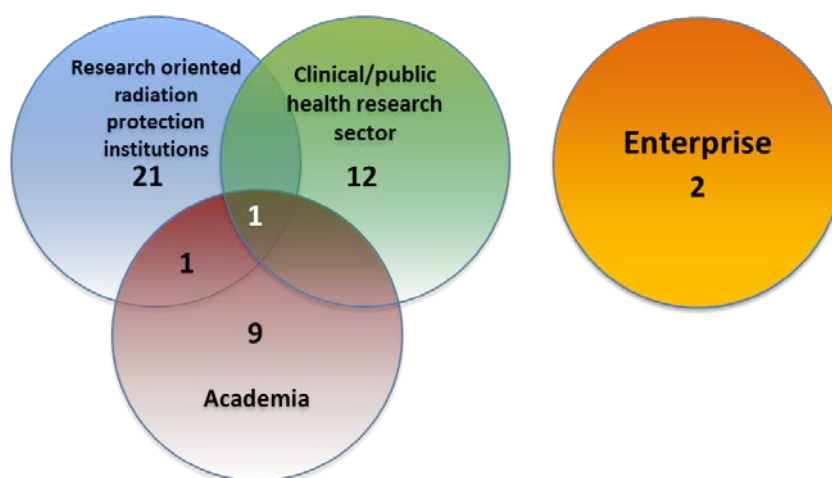 Research oriented
radiation
protection
institutions
21
Clinical/public
health research
sector
12
Enterprise
2
1
1
9
Academia